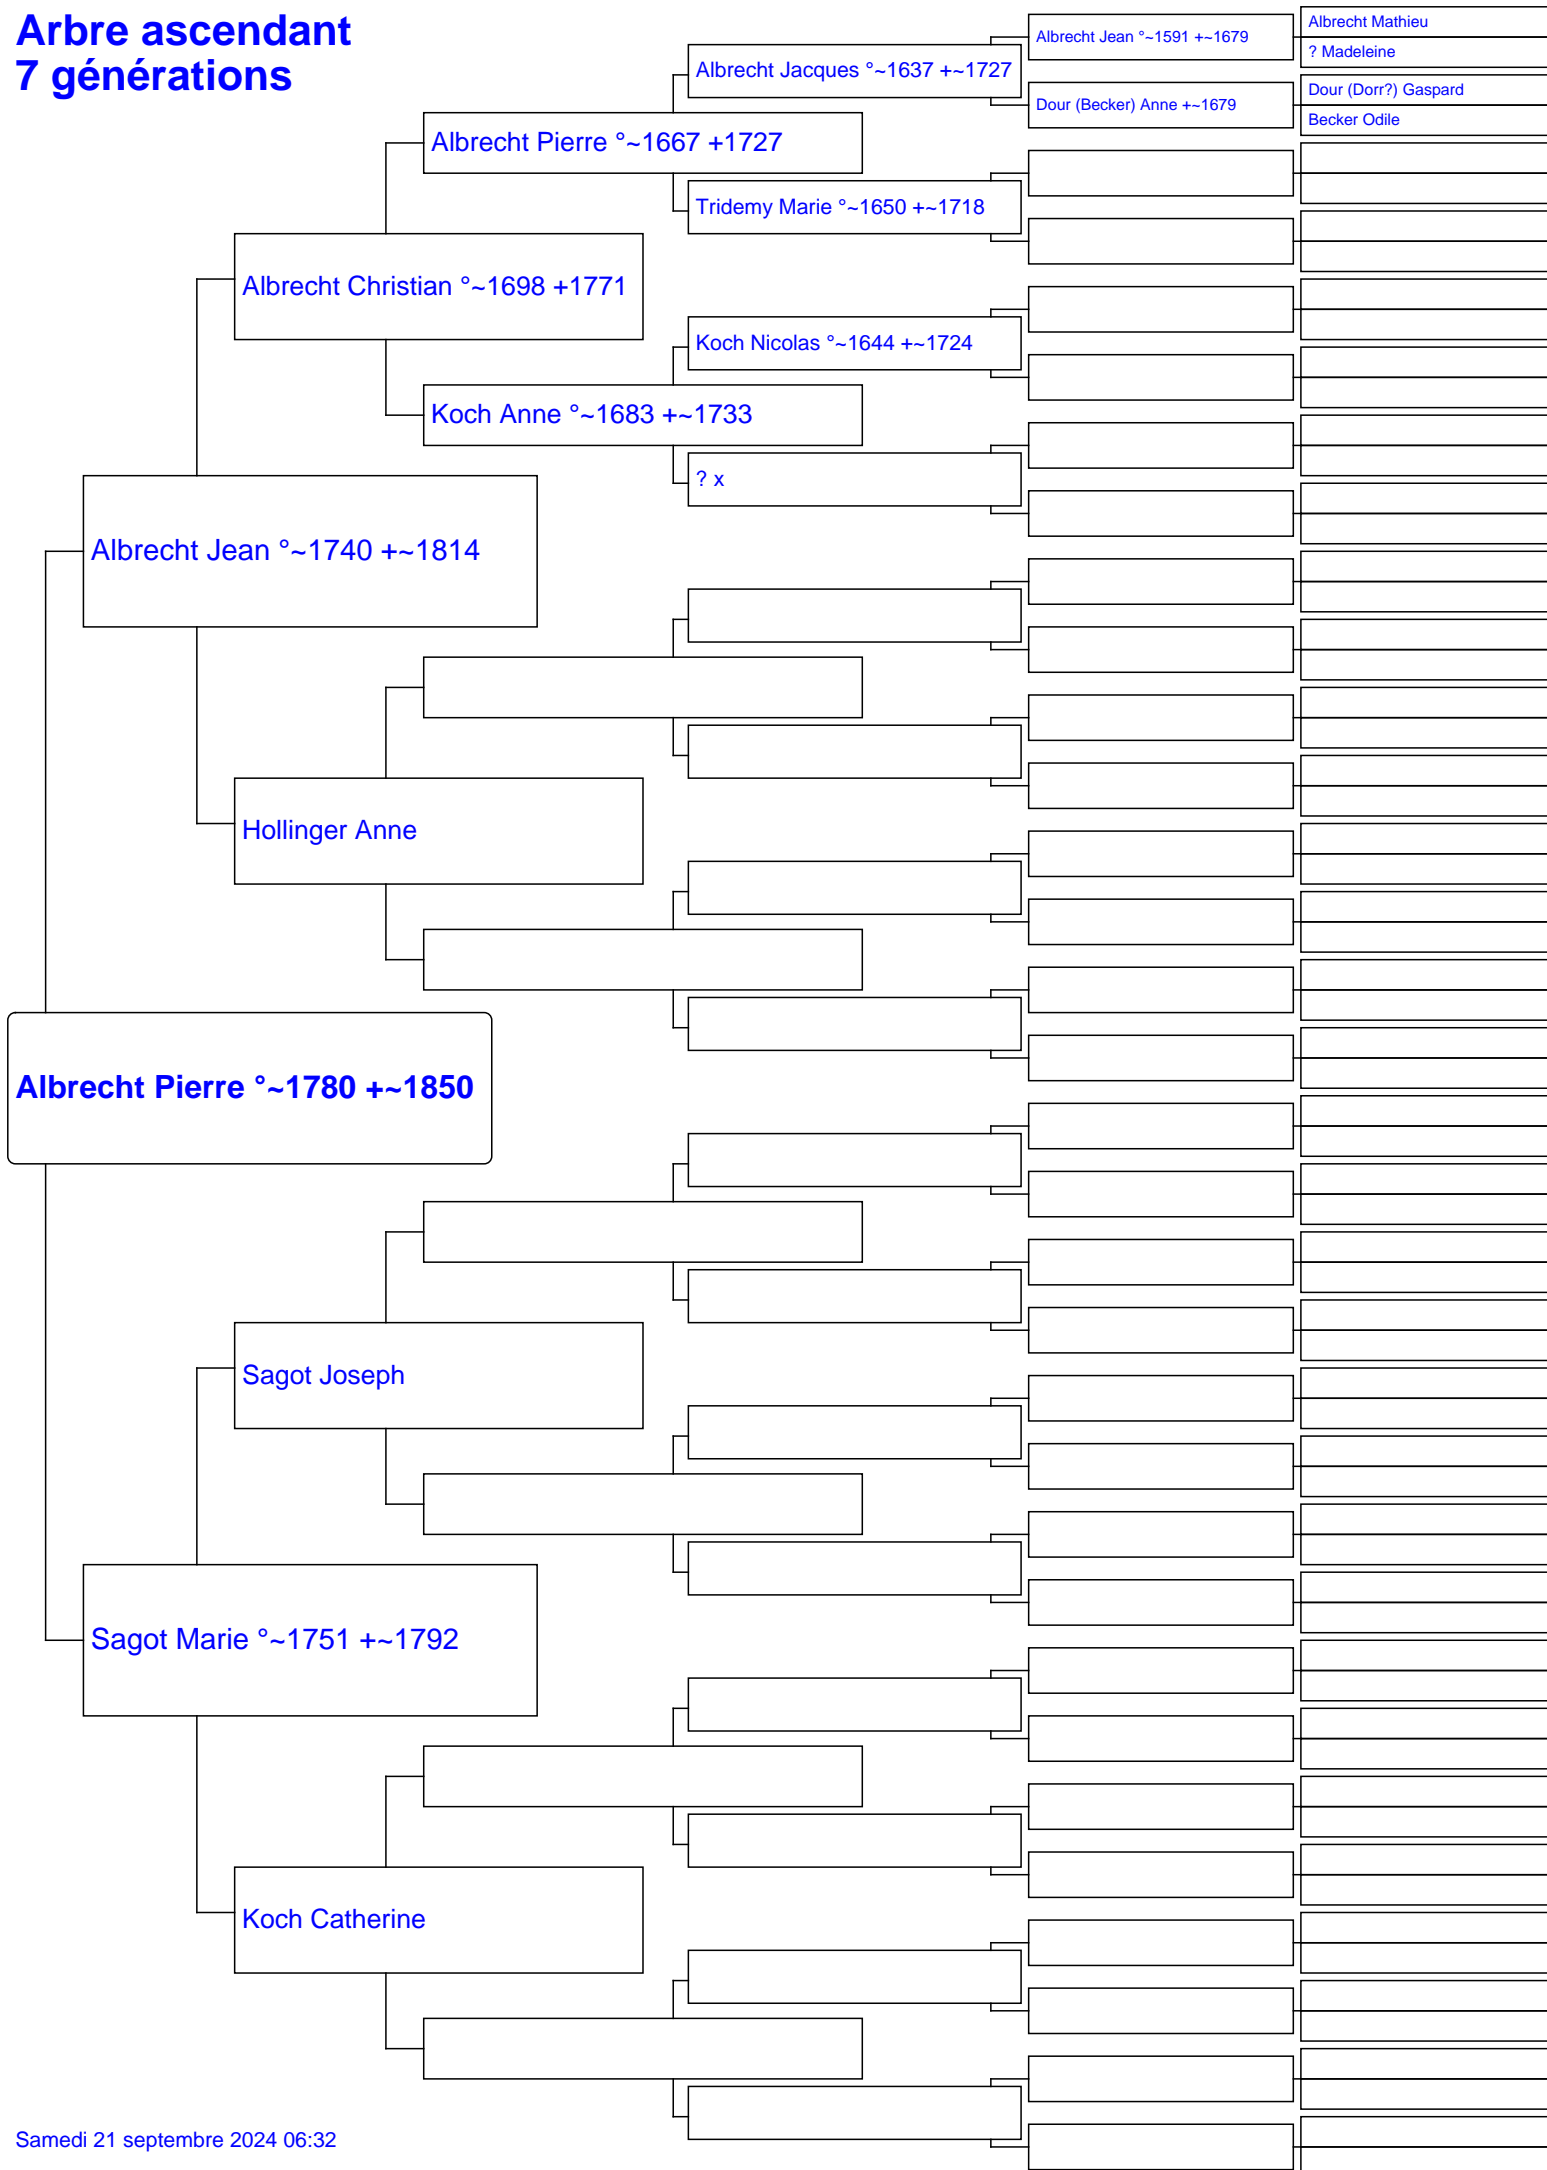 Arbre ascendant
7 générations
Albrecht Mathieu
Albrecht Jean °~1591 +~1679
? Madeleine
Albrecht Jacques °~1637 +~1727
Dour (Dorr?) Gaspard
Dour (Becker) Anne +~1679
Becker Odile
Albrecht Pierre °~1667 +1727
Tridemy Marie °~1650 +~1718
Albrecht Christian °~1698 +1771
Koch Nicolas °~1644 +~1724
Koch Anne °~1683 +~1733
? x
Albrecht Jean °~1740 +~1814
Hollinger Anne
Albrecht Pierre °~1780 +~1850
Sagot Joseph
Sagot Marie °~1751 +~1792
Koch Catherine
Samedi 21 septembre 2024 06:32